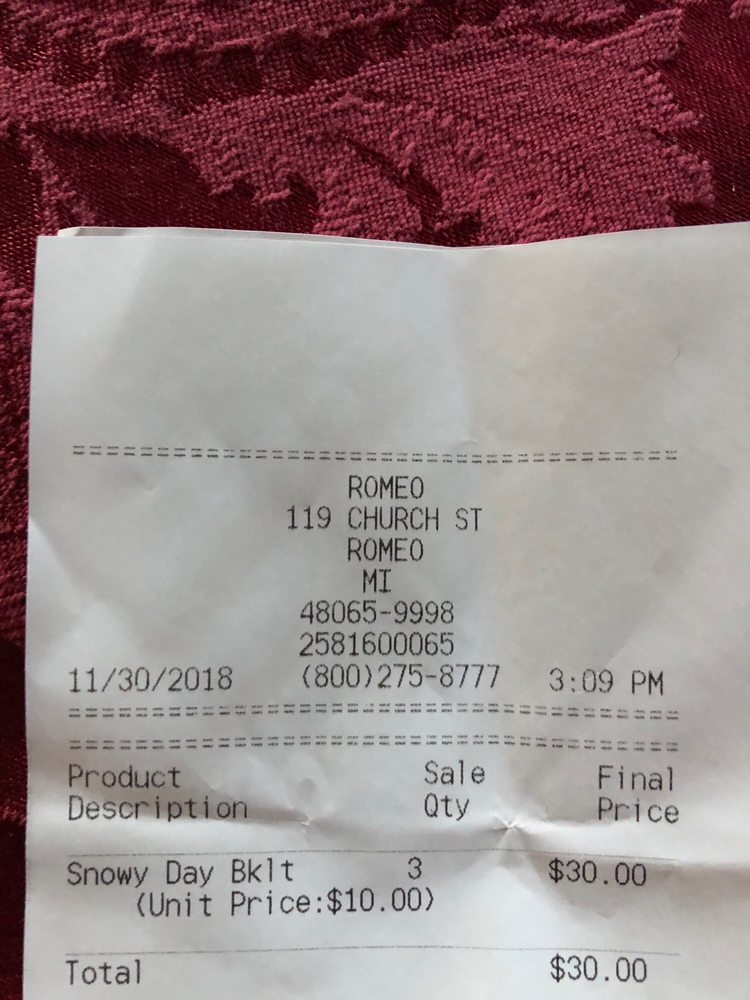 ROMEO
119 CHURCH ST
ROMEO
MI
48065-9998
2581600065
11/30/2018 (800)275-8777 3:09 PM
Product Sale Final
Description Qty Price
Snowy Day Bklt 3 $30.00
(Unit Price:$10.00)
Total $30.00